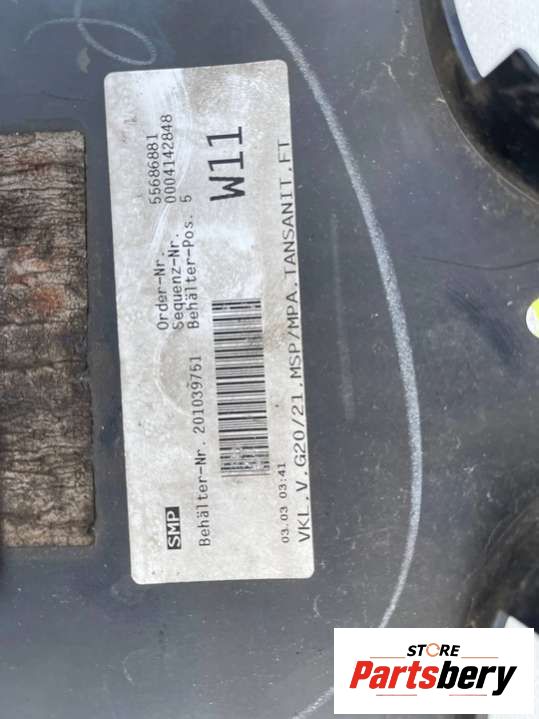 Order-Nr. 55686881
Sequenz-Nr. 0004142848
Behälter-Pos. 5
W11
SMP
Behälter-Nr. 201039761
03.03 03:41
VKL.V.G20/21.MSP/MPA.TANSANIT.FT
STORE
Partsbery